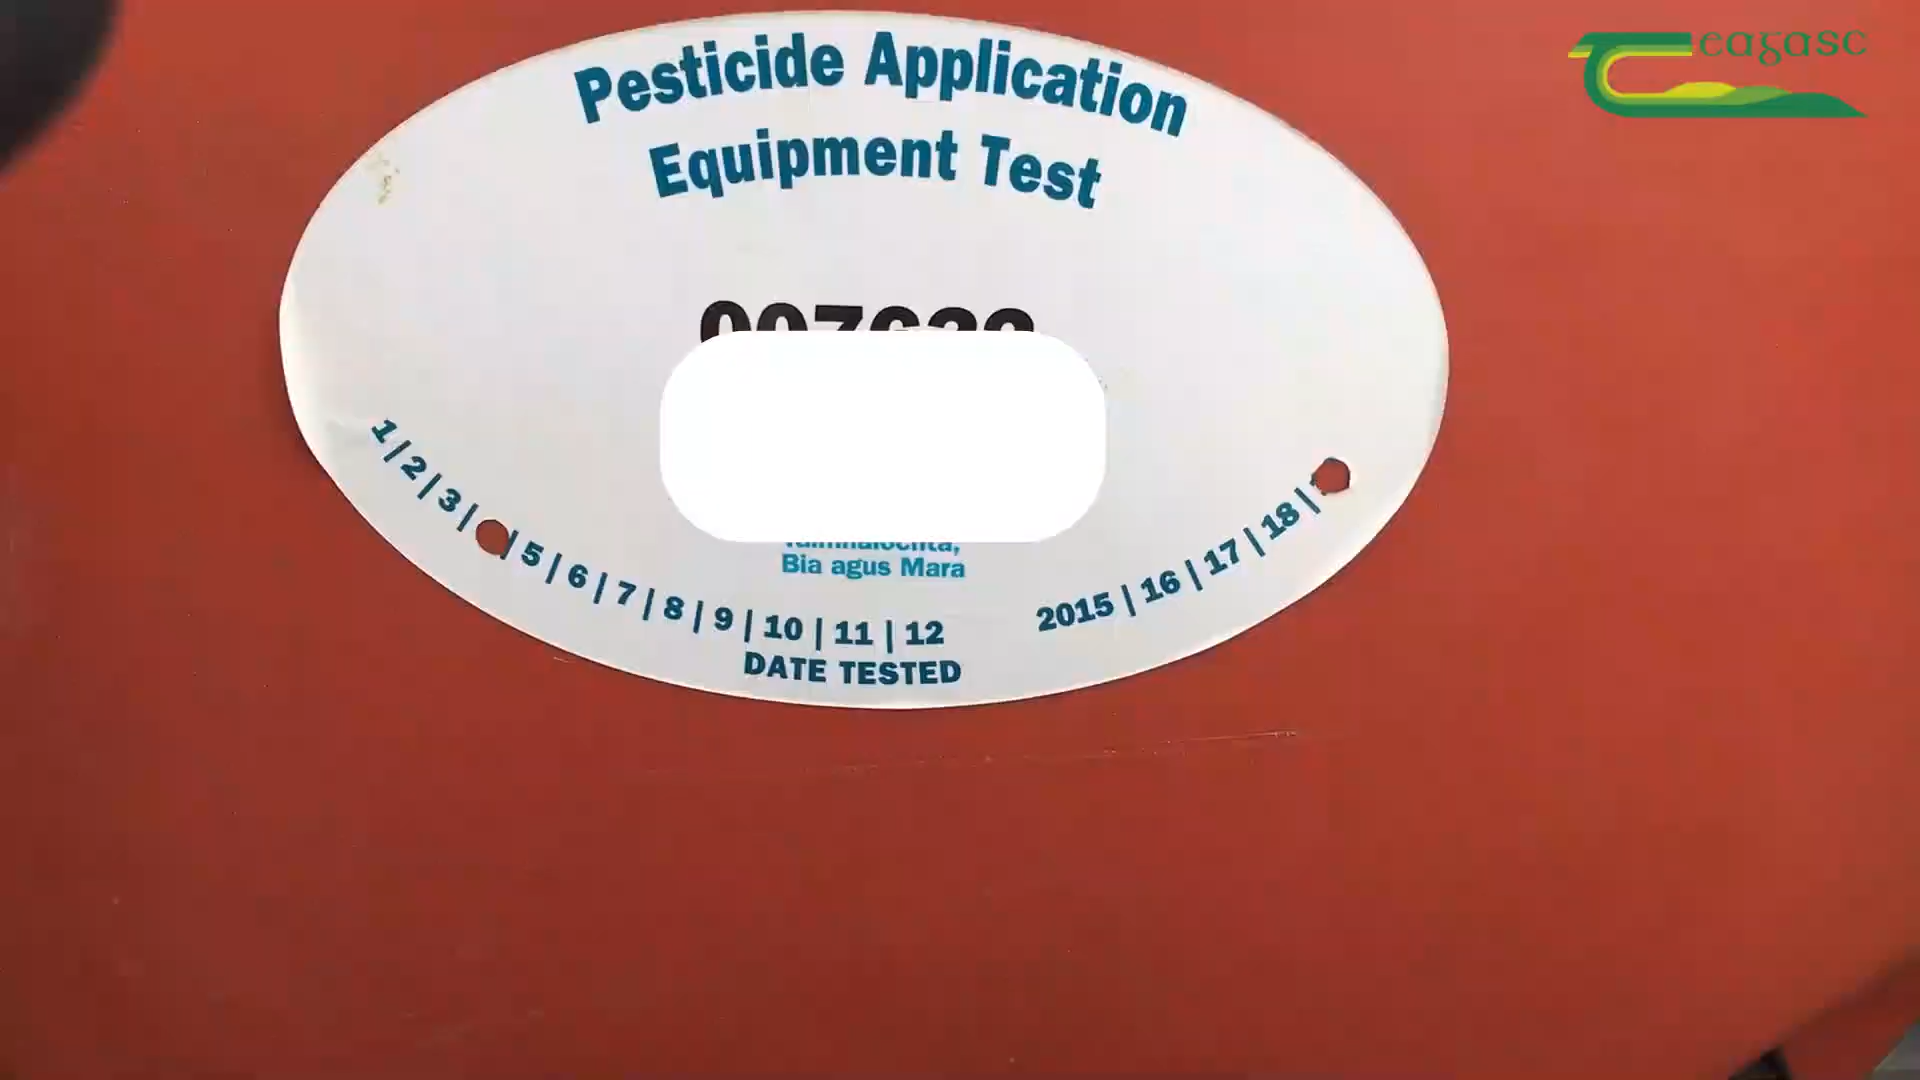 Teagasc
Pesticide Application
Equipment Test
1 | 2 | 3 | | 5 | 6 | 7 | 8 | 9 | 10 | 11 | 12
2015 | 16 | 17 | 18 |
Bia agus Mara
DATE TESTED